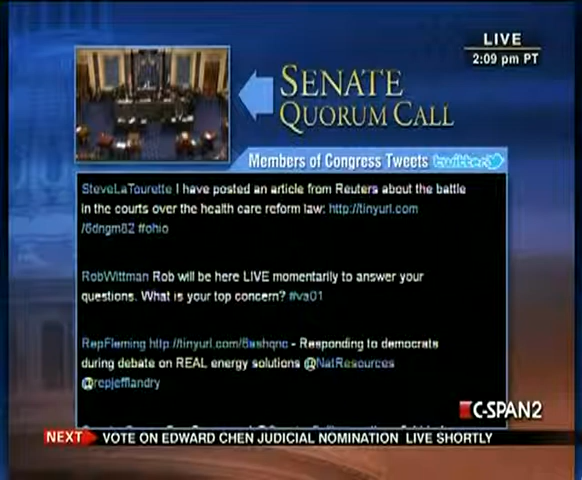 LIVE
2:09 pm PT
SENATE
QUORUM CALL
Members of Congress Tweets twitter
SteveLaTourette I have posted an article from Reuters about the battle
in the courts over the health care reform law: http://tinyurl.com
/6dngm82 #ohio
RobWittman Rob will be here LIVE momentarily to answer your
questions. What is your top concern? #va01
RepFleming http://tinyurl.com/6ashqnc - Responding to democrats
during debate on REAL energy solutions @NatResources
@repjefflandry
C-SPAN2
NEXT VOTE ON EDWARD CHEN JUDICIAL NOMINATION LIVE SHORTLY